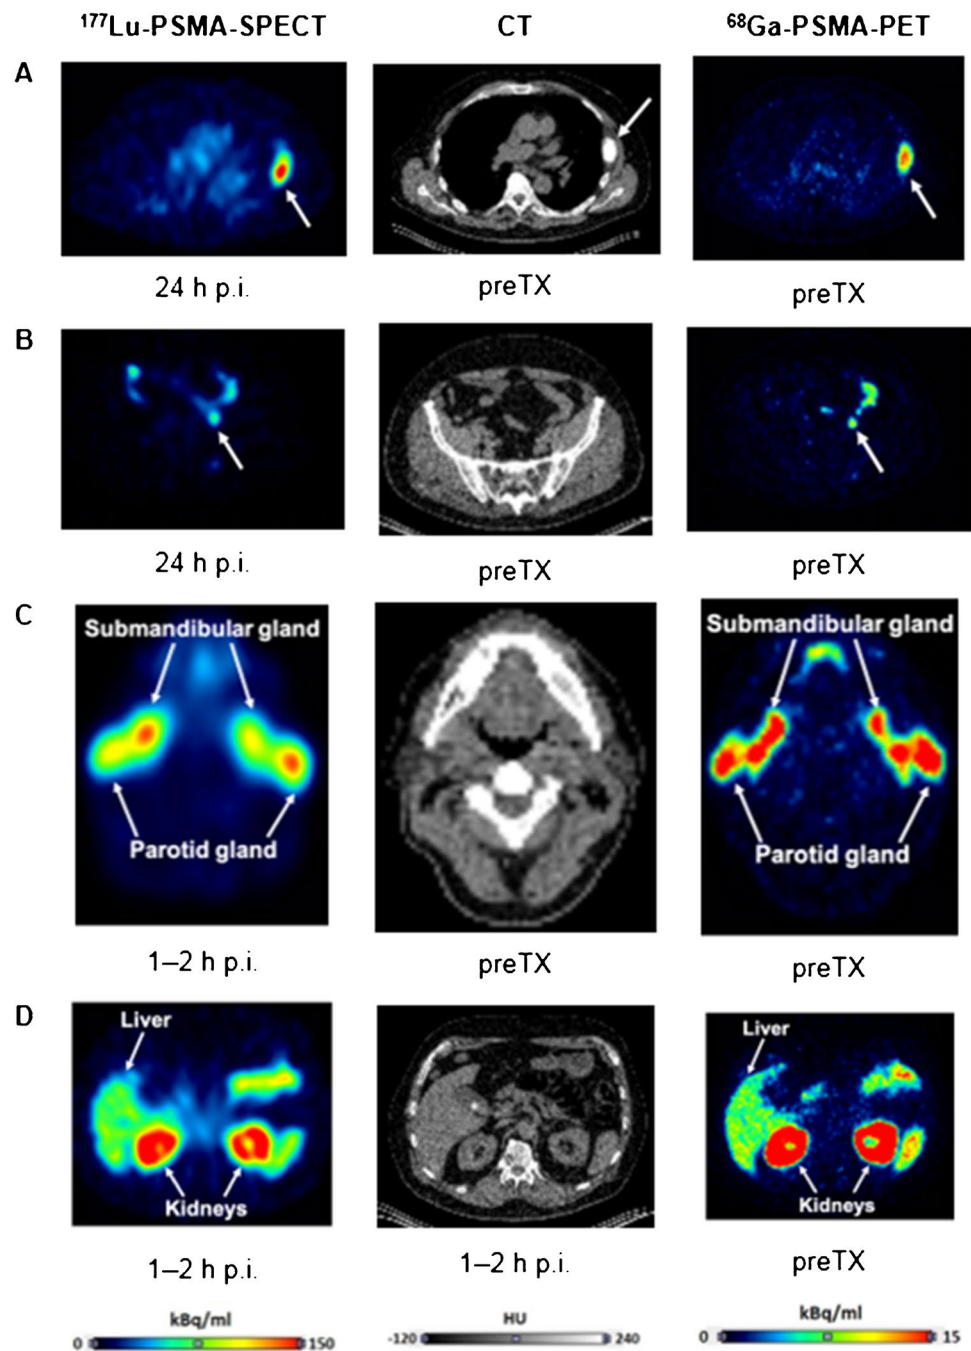 ¹⁷⁷Lu-PSMA-SPECT CT ⁶⁸Ga-PSMA-PET
A
24 h p.i. preTX preTX
B
24 h p.i. preTX preTX
C
Submandibular gland Submandibular gland
Parotid gland Parotid gland
1–2 h p.i. preTX preTX
D
Liver Liver
Kidneys Kidneys
1–2 h p.i. 1–2 h p.i. preTX
kBq/ml HU kBq/ml
0 150 -120 240 0 15